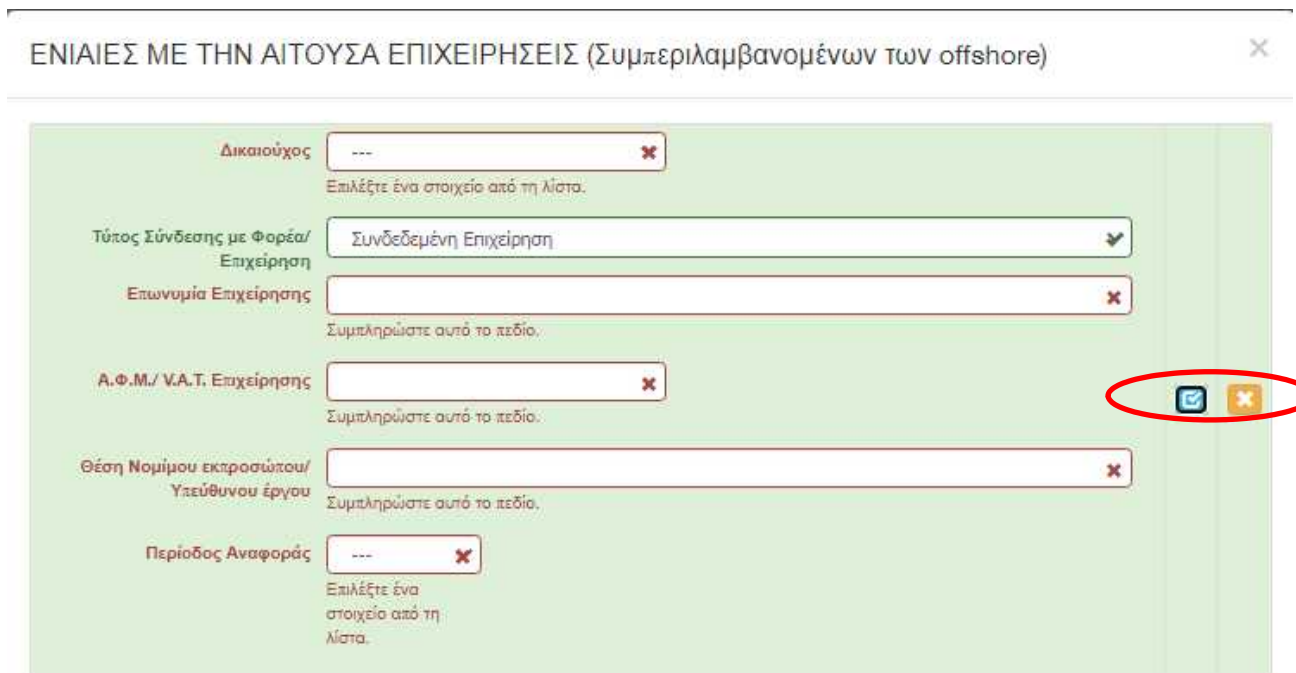 ΕΝΙΑΙΕΣ ΜΕ ΤΗΝ ΑΙΤΟΥΣΑ ΕΠΙΧΕΙΡΗΣΕΙΣ (Συμπεριλαμβανομένων των offshore)
Δικαιούχος
---
Επιλέξτε ένα στοιχείο από τη λίστα.
Τύπος Σύνδεσης με Φορέα/
Επιχείρηση
Συνδεδεμένη Επιχείρηση
Επωνυμία Επιχείρησης
Συμπληρώστε αυτό το πεδίο.
Α.Φ.Μ./ V.A.T. Επιχείρησης
Συμπληρώστε αυτό το πεδίο.
Θέση Νομίμου εκπροσώπου/
Υπεύθυνου έργου
Συμπληρώστε αυτό το πεδίο.
Περίοδος Αναφοράς
---
Επιλέξτε ένα
στοιχείο από τη
λίστα.